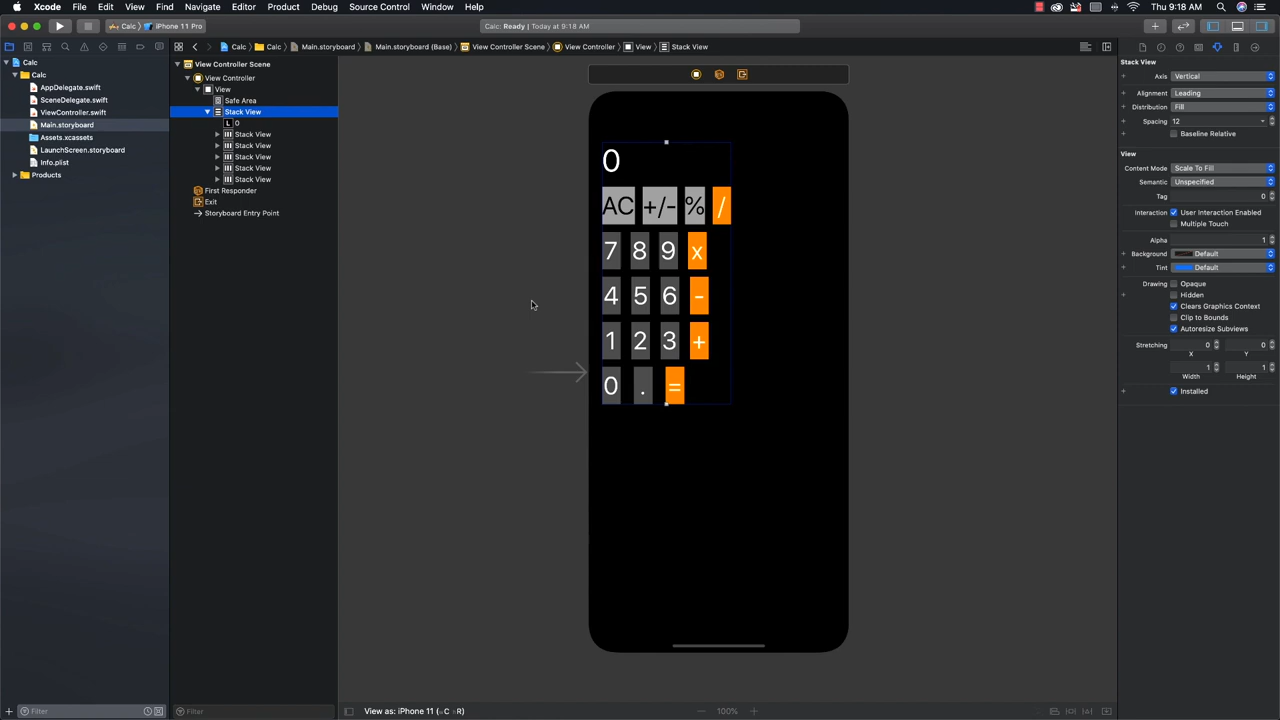 Xcode File Edit View Find Navigate Editor Product Debug Source Control Window Help Thu 9:18 AM
Calc iPhone 11 Pro Calc: Ready | Today at 9:18 AM
Calc Calc Main.storyboard Main.storyboard (Base) View Controller Scene View Controller View Stack View
Calc
Calc
AppDelegate.swift
SceneDelegate.swift
ViewController.swift
Main.storyboard
Assets.xcassets
LaunchScreen.storyboard
Info.plist
Products
View Controller Scene
View Controller
View
Safe Area
Stack View
L 0
Stack View
Stack View
Stack View
Stack View
Stack View
First Responder
Exit
Storyboard Entry Point
0
AC +/- % /
7 8 9 x
4 5 6 -
1 2 3 +
0 . =
Stack View
Axis Vertical
Alignment Leading
Distribution Fill
Spacing 12
Baseline Relative
View
Content Mode Scale To Fill
Semantic Unspecified
Tag 0
Interaction User Interaction Enabled
Multiple Touch
Alpha 1
Background Default
Tint Default
Drawing Opaque
Hidden
Clears Graphics Context
Clip to Bounds
Autoresize Subviews
Stretching 0 0
X Y
1 1
Width Height
Installed
Filter Filter View as: iPhone 11 (wC hR) 100%